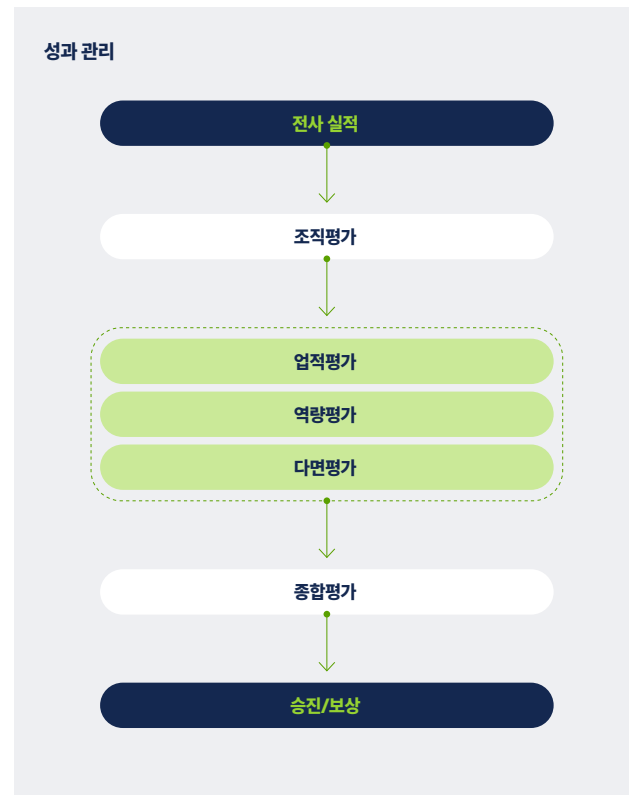 성과 관리
전사 실적
조직평가
업적평가
역량평가
다면평가
종합평가
승진/보상